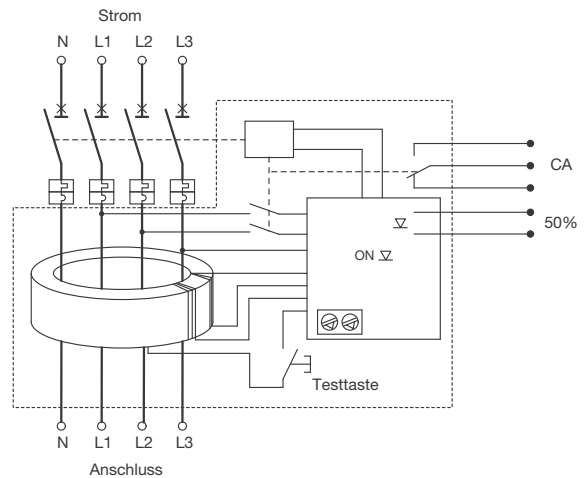 Strom
N L1 L2 L3
CA
50%
ON
Testtaste
N L1 L2 L3
Anschluss